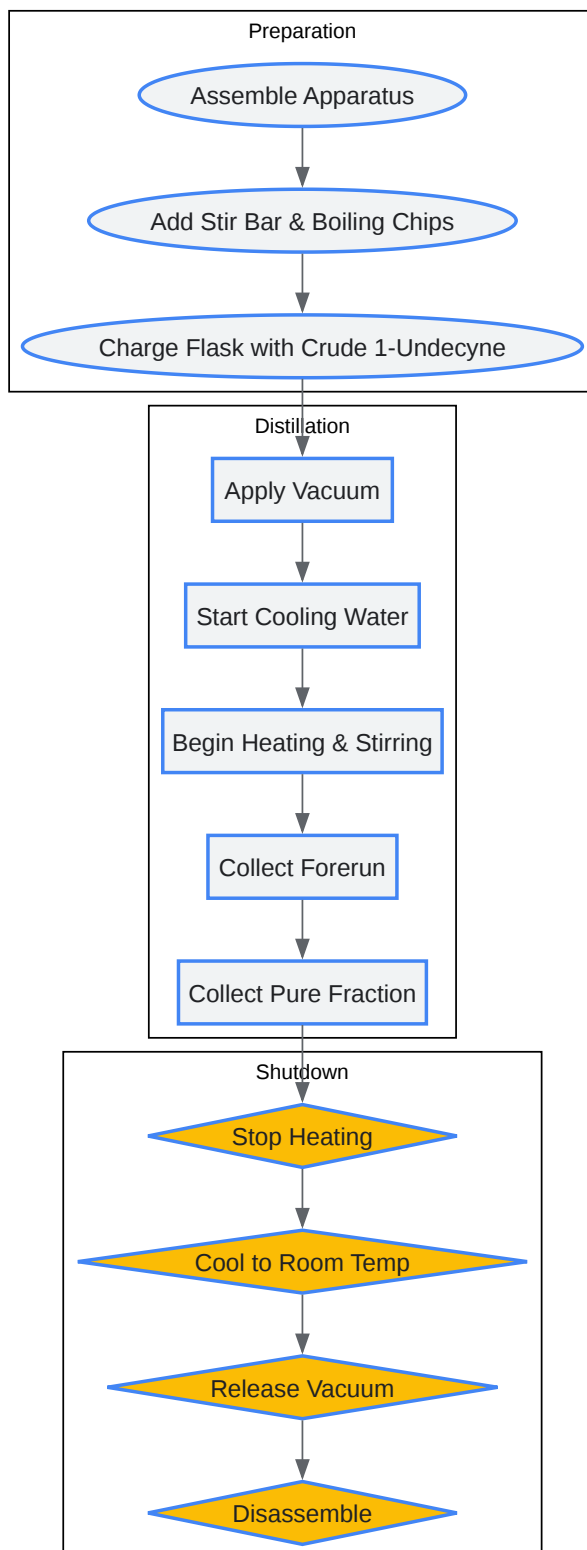 Preparation
Assemble Apparatus
Add Stir Bar & Boiling Chips
Charge Flask with Crude 1-Undecyne
Distillation
Apply Vacuum
Start Cooling Water
Begin Heating & Stirring
Collect Forerun
Collect Pure Fraction
Shutdown
Stop Heating
Cool to Room Temp
Release Vacuum
Disassemble